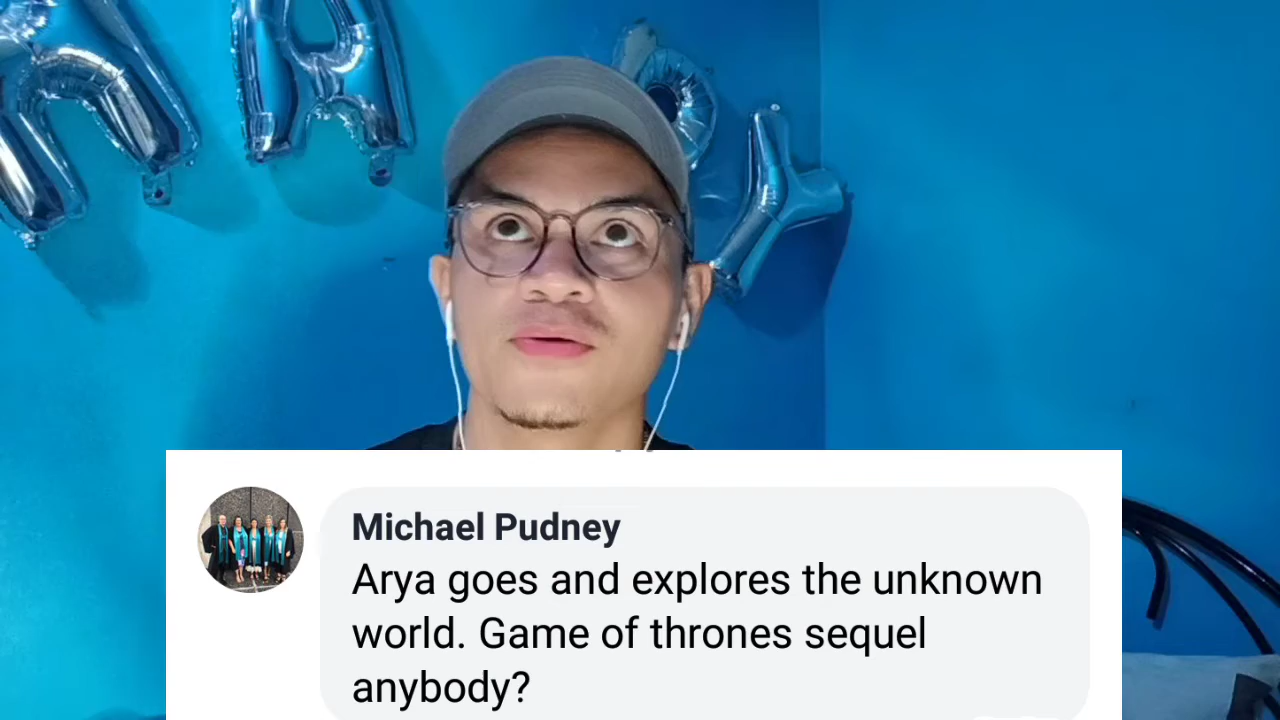 Y
Michael Pudney
Arya goes and explores the unknown
world. Game of thrones sequel
anybody?